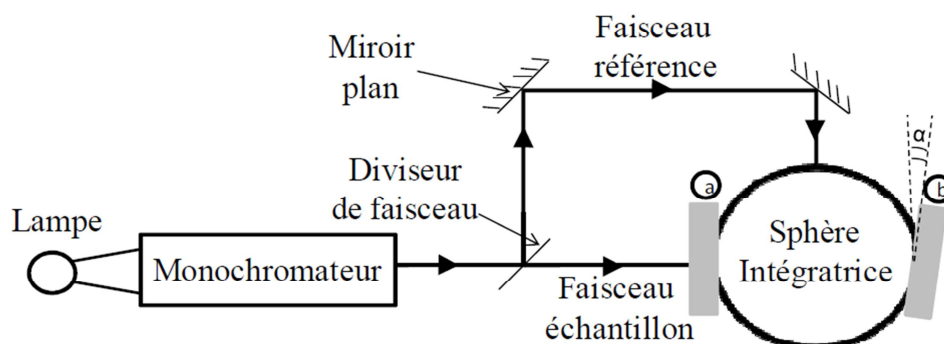 Miroir
plan
Faisceau
référence
Diviseur
de faisceau
Lampe
Monochromateur
Faisceau
échantillon
a
Sphère
Intégratrice
b